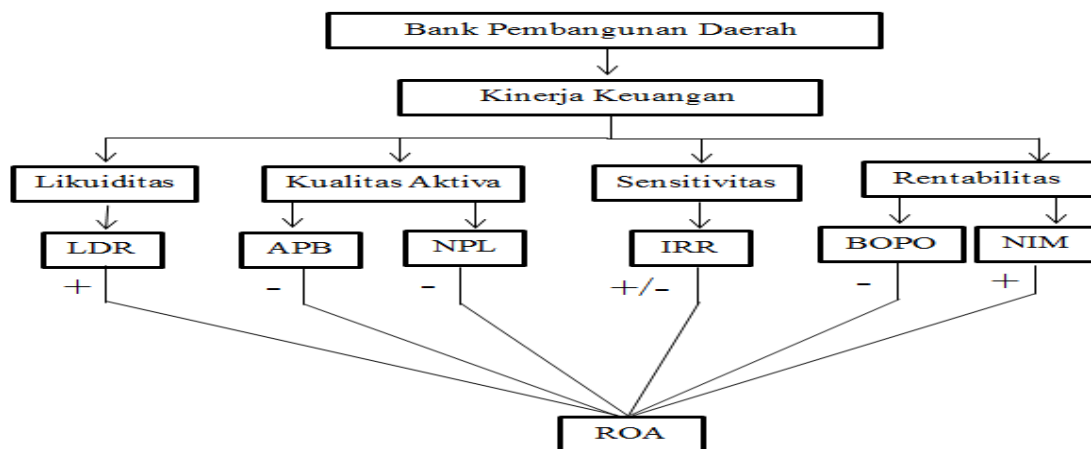 Bank Pembangunan Daerah
Kinerja Keuangan
Likuiditas
Kualitas Aktiva
Sensitivitas
Rentabilitas
LDR
APB
NPL
IRR
BOPO
NIM
+
-
-
+/-
-
+
ROA